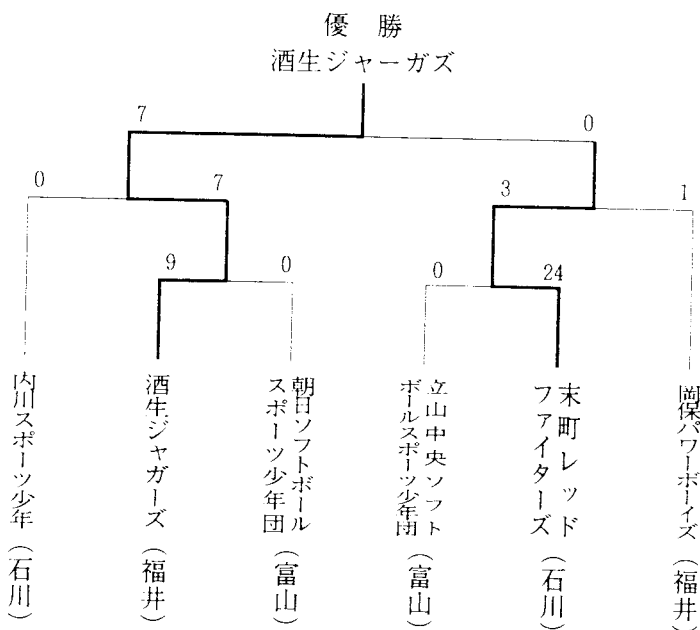 優勝
酒生ジャーガズ
7
0
0
7
3
1
9
0
0
24
内川スポーツ少年(石川)
酒生ジャガーズ(福井)
朝日ソフトボール
スポーツ少年団(富山)
立山中央ソフト
ボールスポーツ少年団(富山)
末町レッド
ファイターズ(石川)
岡保パワーボーイズ(福井)